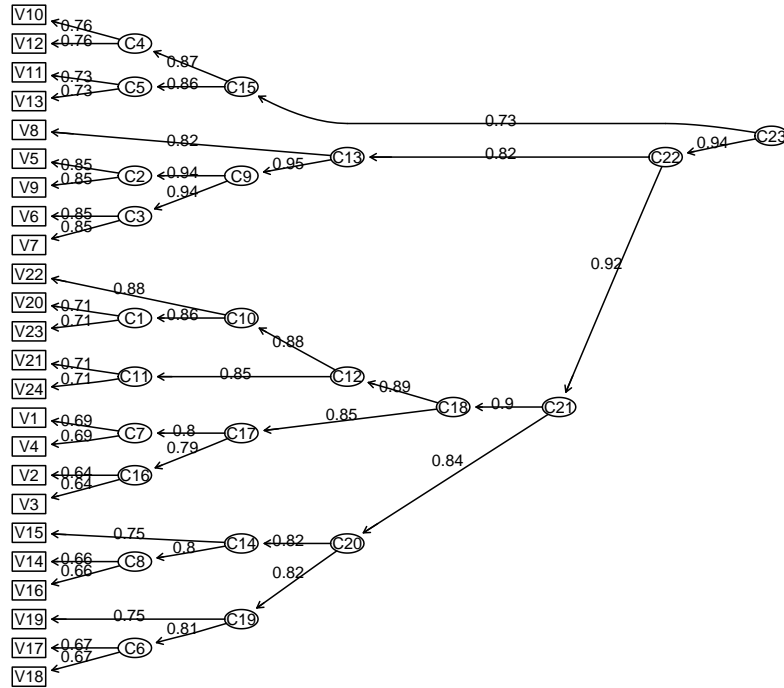 V10
0.76
V12
0.76
C4
0.87
V11
0.73
C5
0.86
C15
V13
0.73
V8
0.82
0.73
C23
V5
0.85
C2
0.94
C9
0.95
C13
0.82
C22
0.94
V9
0.85
0.94
V6
0.85
C3
V7
0.85
0.92
V22
0.88
V20
0.71
C1
0.86
C10
V23
0.71
0.88
V21
0.71
C11
0.85
C12
V24
0.71
0.89
C18
0.9
C21
V1
0.69
C7
0.8
C17
0.85
V4
0.69
0.79
V2
0.64
C16
V3
0.64
0.84
V15
0.75
C14
0.82
C20
V14
0.66
C8
0.8
V16
0.66
0.82
V19
0.75
C19
0.81
V17
0.67
C6
V18
0.67